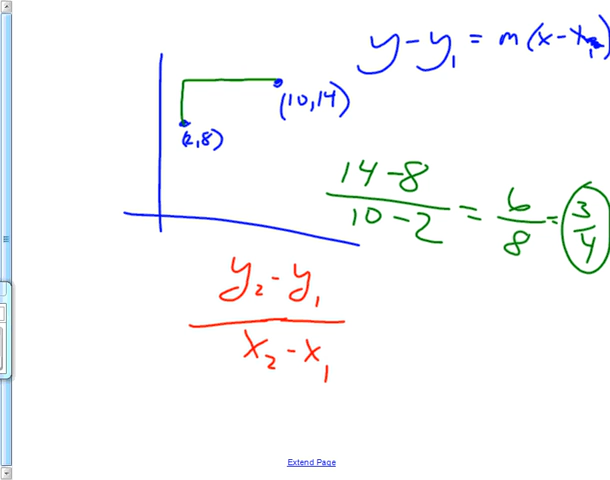 y - y₁ = m(x - x₁)
(10,14)
(2,8)
14 - 8
10 - 2
= 6/8 = 3/4
y₂ - y₁
x₂ - x₁
Extend Page